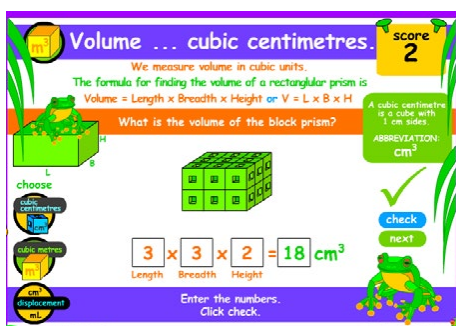 m³
Volume ... cubic centimetres.
score
2
We measure volume in cubic units.
The formula for finding the volume of a rectanglular prism is
Volume = Length x Breadth x Height or V = L x B x H
What is the volume of the block prism?
A cubic centimetre
is a cube with
1 cm sides.
ABBREVIATION:
cm³
H
B
L
choose
cubic
centimetres
cm³
cubic metres
m³
cm³
displacement
mL
check
next
3 x 3 x 2 = 18 cm³
Length Breadth Height
Enter the numbers.
Click check.